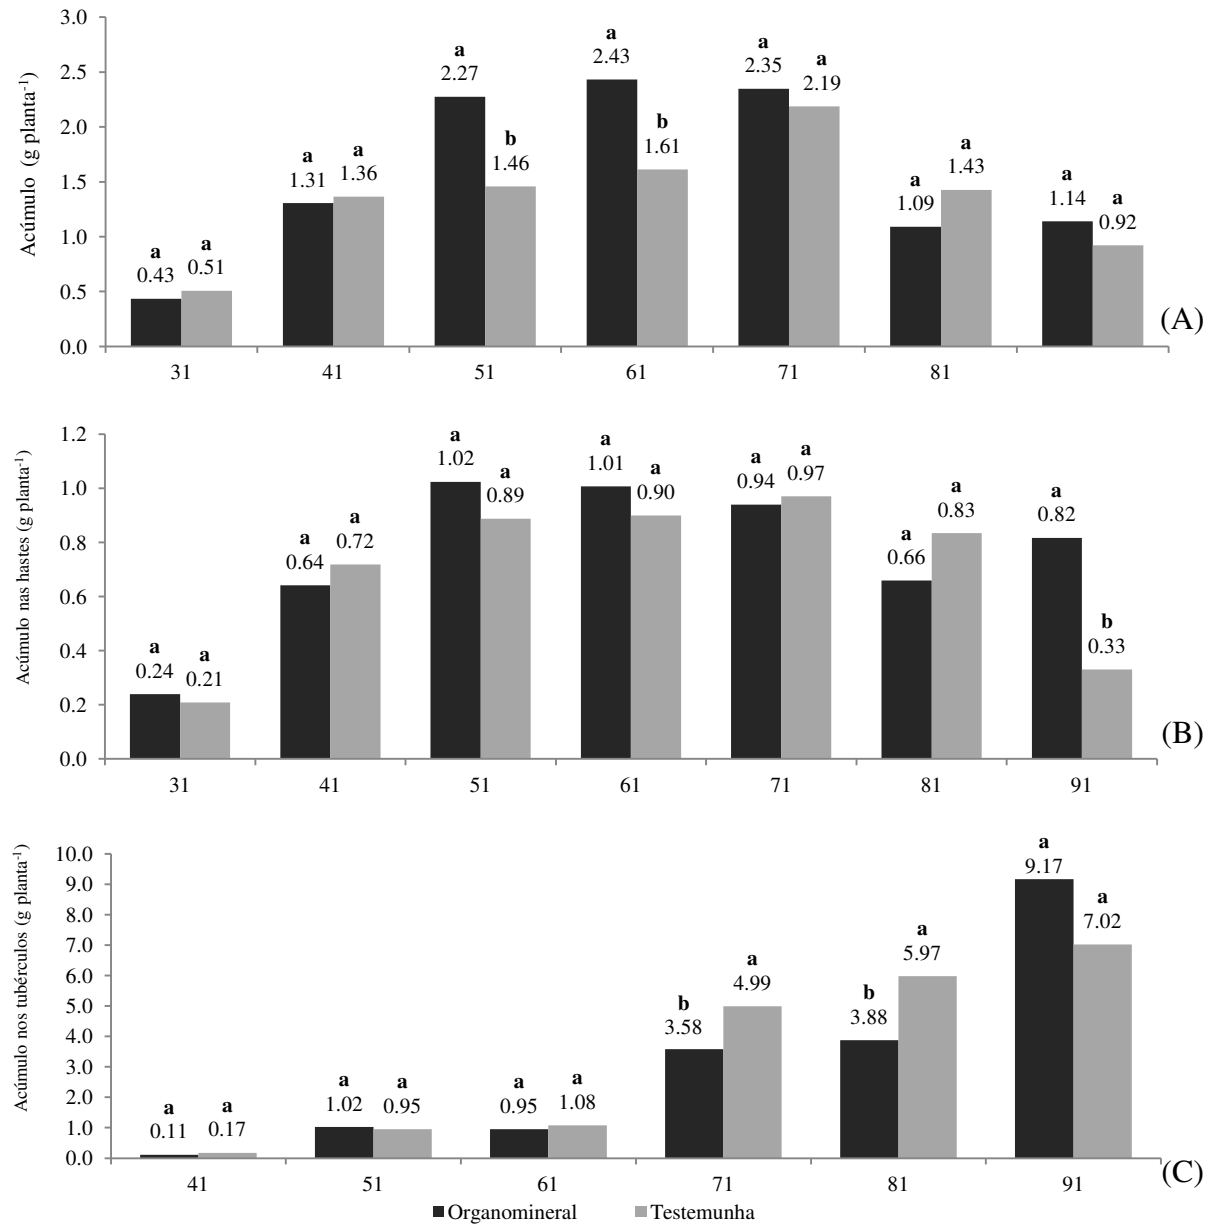 Acúmulo (g planta-1)
3.0
2.5
2.0
1.5
1.0
0.5
0.0
a
0.43
a
0.51
a
1.31
a
1.36
a
2.27
b
1.46
a
2.43
b
1.61
a
2.35
a
2.19
a
1.09
a
1.43
a
1.14
a
0.92
31 41 51 61 71 81
(A)
Acúmulo nas hastes (g planta-1)
1.2
1.0
0.8
0.6
0.4
0.2
0.0
a
0.24
a
0.21
a
0.64
a
0.72
a
1.02
a
0.89
a
1.01
a
0.90
a
0.94
a
0.97
a
0.66
a
0.83
a
0.82
b
0.33
31 41 51 61 71 81 91
(B)
Acúmulo nos tubérculos (g planta-1)
10.0
9.0
8.0
7.0
6.0
5.0
4.0
3.0
2.0
1.0
0.0
a
0.11
a
0.17
a
1.02
a
0.95
a
0.95
a
1.08
b
3.58
a
4.99
b
3.88
a
5.97
a
9.17
a
7.02
41 51 61 71 81 91
(C)
Organomineral Testemunha